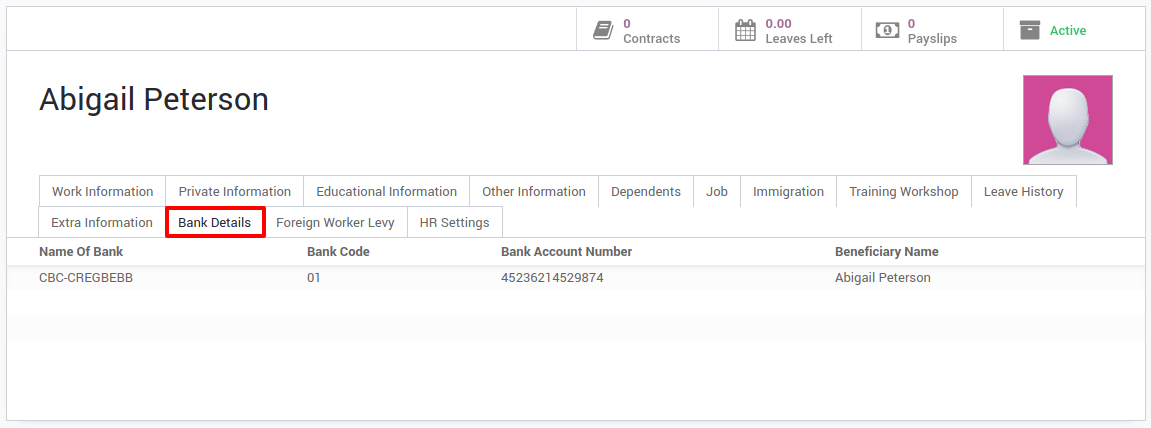 0 0.00 0
Contracts Leaves Left Payslips Active
Abigail Peterson
Work Information Private Information Educational Information Other Information Dependents Job Immigration Training Workshop Leave History
Extra Information Bank Details Foreign Worker Levy HR Settings
Name Of Bank Bank Code Bank Account Number Beneficiary Name
CBC-CREGBEBB 01 45236214529874 Abigail Peterson